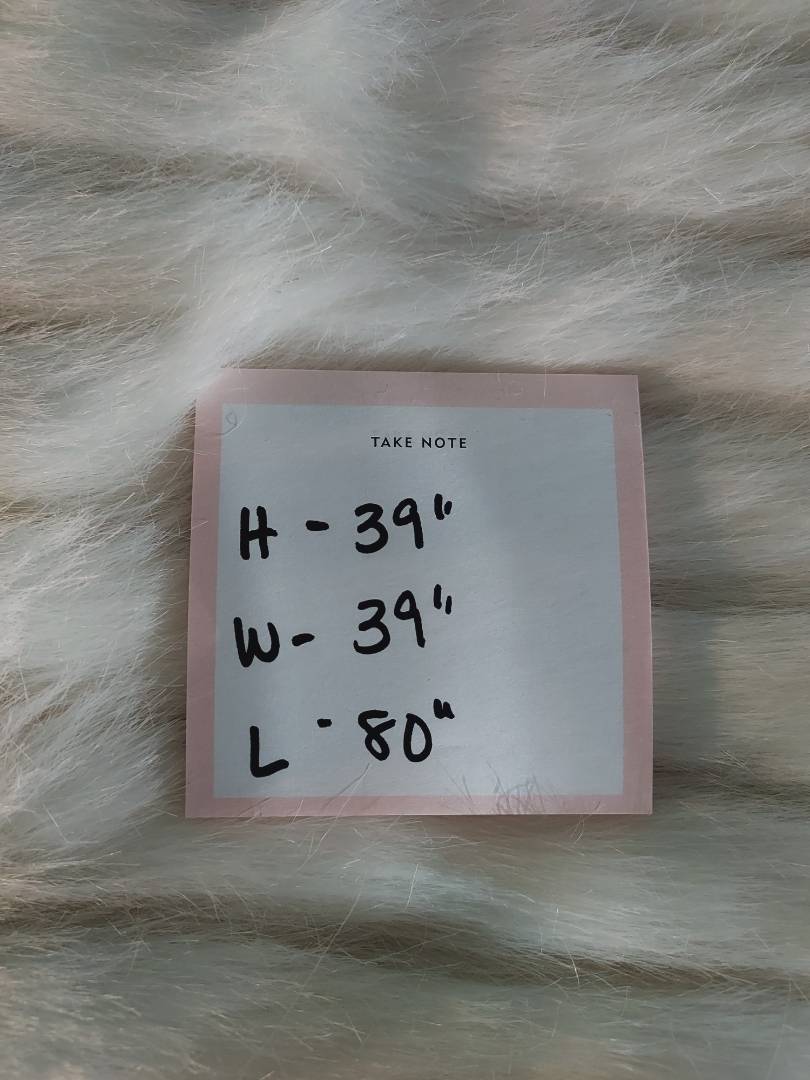 TAKE NOTE
H - 39"
W - 39"
L - 80"